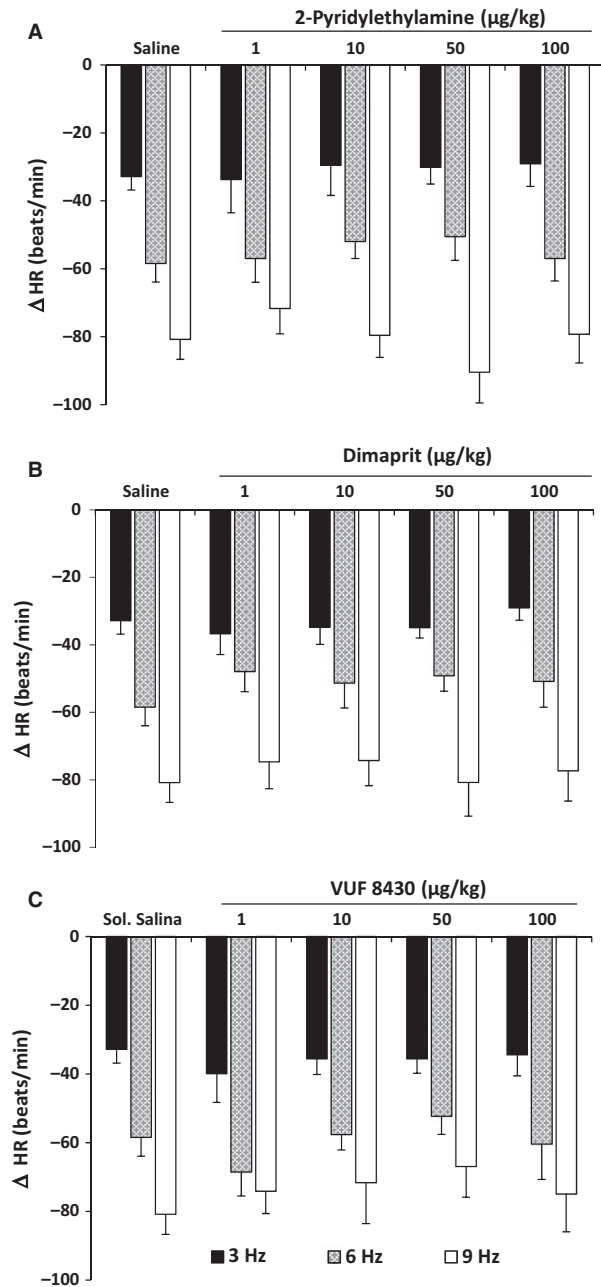 A
2-Pyridylethylamine (µg/kg)
Saline 1 10 50 100
0
−20
−40
−60
−80
−100
Δ HR (beats/min)
B
Dimaprit (µg/kg)
Saline 1 10 50 100
0
−20
−40
−60
−80
−100
Δ HR (beats/min)
C
VUF 8430 (µg/kg)
Sol. Salina 1 10 50 100
0
−20
−40
−60
−80
−100
Δ HR (beats/min)
3 Hz 6 Hz 9 Hz